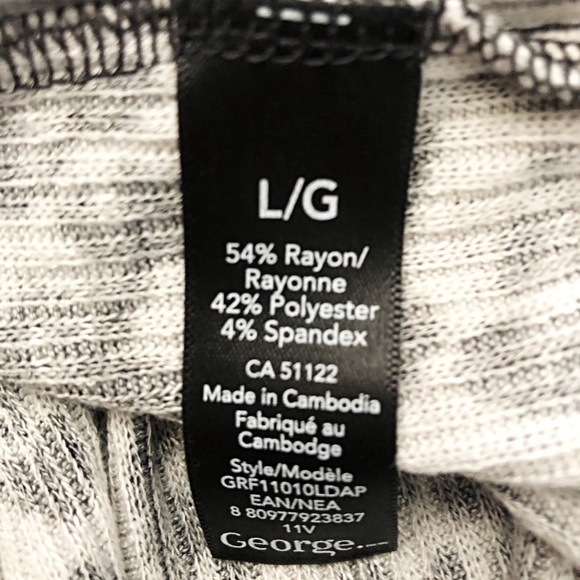 L/G
54% Rayon/
Rayonne
42% Polyester
4% Spandex
CA 51122
Made in Cambodia
Fabriqué au
Cambodge
Style/Modèle
GRF11010LDAP
EAN/NEA
8 80977923837
11V
George.